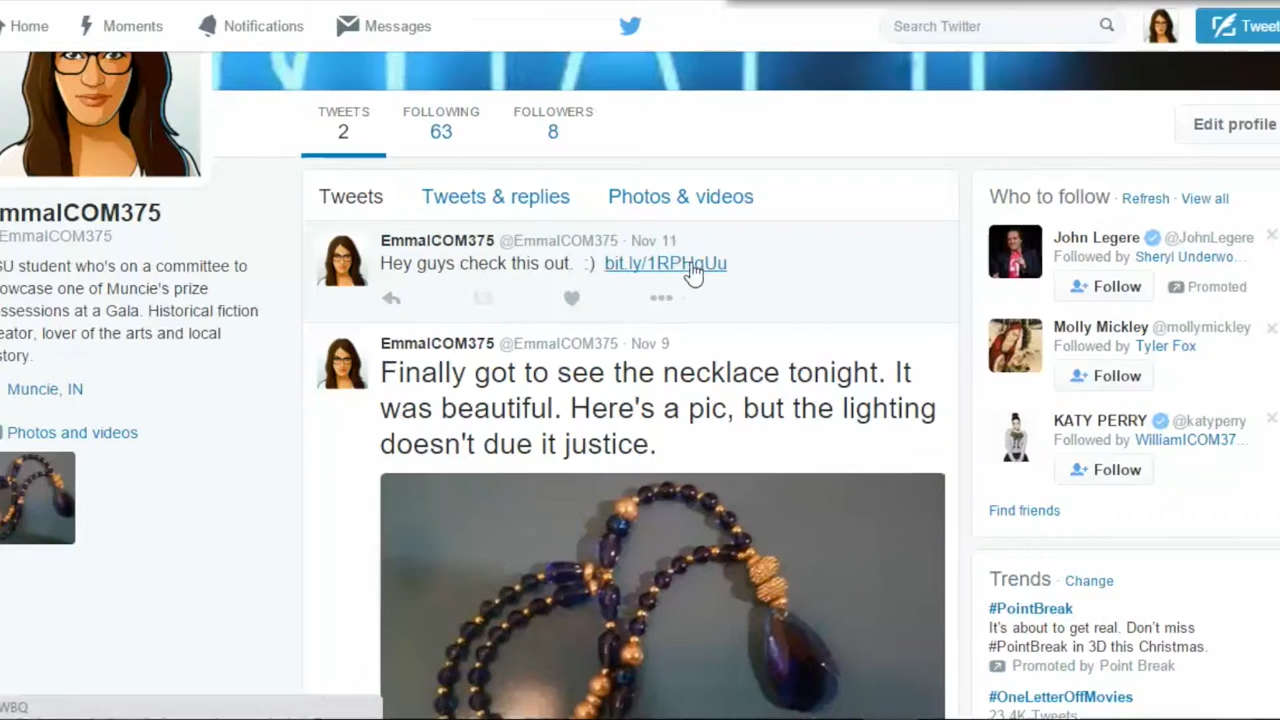 Home Moments Notifications Messages Search Twitter Tweet
TWEETS FOLLOWING FOLLOWERS
2 63 8
Edit profile
mmaICOM375
EmmaICOM375
SU student who's on a committee to
owcase one of Muncie's prize
ssessions at a Gala. Historical fiction
eator, lover of the arts and local
story.
Muncie, IN
Photos and videos
Tweets Tweets & replies Photos & videos
EmmaICOM375 @EmmaICOM375 · Nov 11
Hey guys check this out. :)
EmmaICOM375 @EmmaICOM375 · Nov 9
Finally got to see the necklace tonight. It
was beautiful. Here's a pic, but the lighting
doesn't due it justice.
Who to follow · Refresh · View all
John Legere @JohnLegere
Followed by Sheryl Underwo...
Follow Promoted
Molly Mickley @mollymickley
Followed by Tyler Fox
Follow
KATY PERRY @katyperry
Followed by WilliamICOM37...
Follow
Find friends
Trends · Change
#PointBreak
It's about to get real. Don't miss
#PointBreak in 3D this Christmas.
Promoted by Point Break
#OneLetterOffMovies
23.4K Tweets